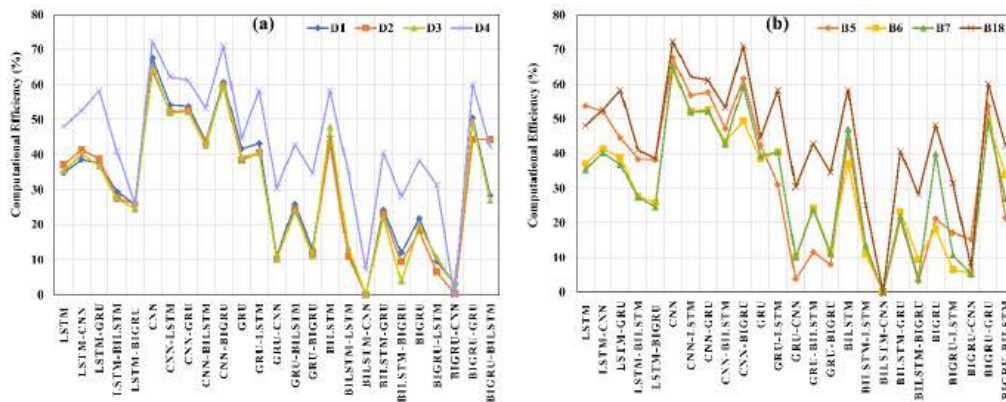 (a)
D1 D2 D3 D4
Computational Efficiency (%)
80
70
60
50
40
30
20
10
0
LSTM
LSTM-CNN
LSTM-GRU
LSTM-BILSTM
LSTM-BIGRU
CNN
CNN-LSTM
CNN-GRU
CNN-BILSTM
CNN-BIGRU
GRU
GRU-LSTM
GRU-CNN
GRU-BILSTM
GRU-BIGRU
BILSTM
BILSTM-LSTM
BILSTM-CNN
BILSTM-GRU
BILSTM-BIGRU
BIGRU
BIGRU-LSTM
BIGRU-CNN
BIGRU-GRU
BIGRU-BILSTM
(b)
B5 B6 B7 B18
Computational Efficiency (%)
80
70
60
50
40
30
20
10
0
LSTM
LSTM-CNN
LSTM-GRU
LSTM-BILSTM
LSTM-BIGRU
CNN
CNN-LSTM
CNN-GRU
CNN-BILSTM
CNN-BIGRU
GRU
GRU-LSTM
GRU-CNN
GRU-BILSTM
GRU-BIGRU
BILSTM
BILSTM-LSTM
BILSTM-CNN
BILSTM-GRU
BILSTM-BIGRU
BIGRU
BIGRU-LSTM
BIGRU-CNN
BIGRU-GRU
BIGRU-BILSTM